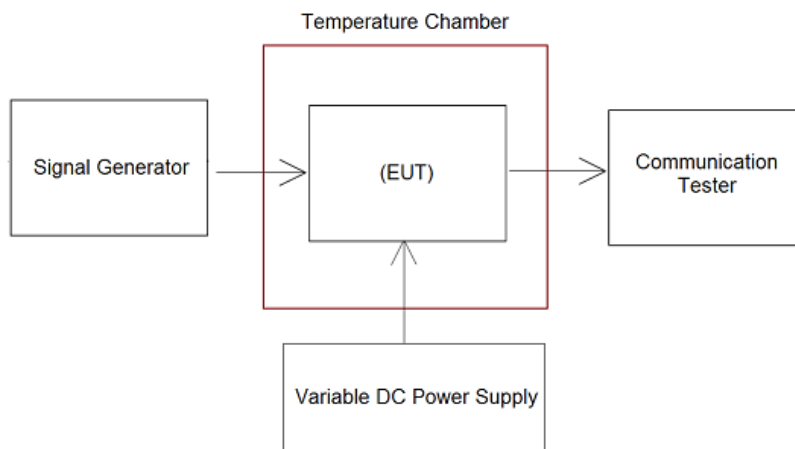 Temperature Chamber
Signal Generator
(EUT)
Communication
Tester
Variable DC Power Supply